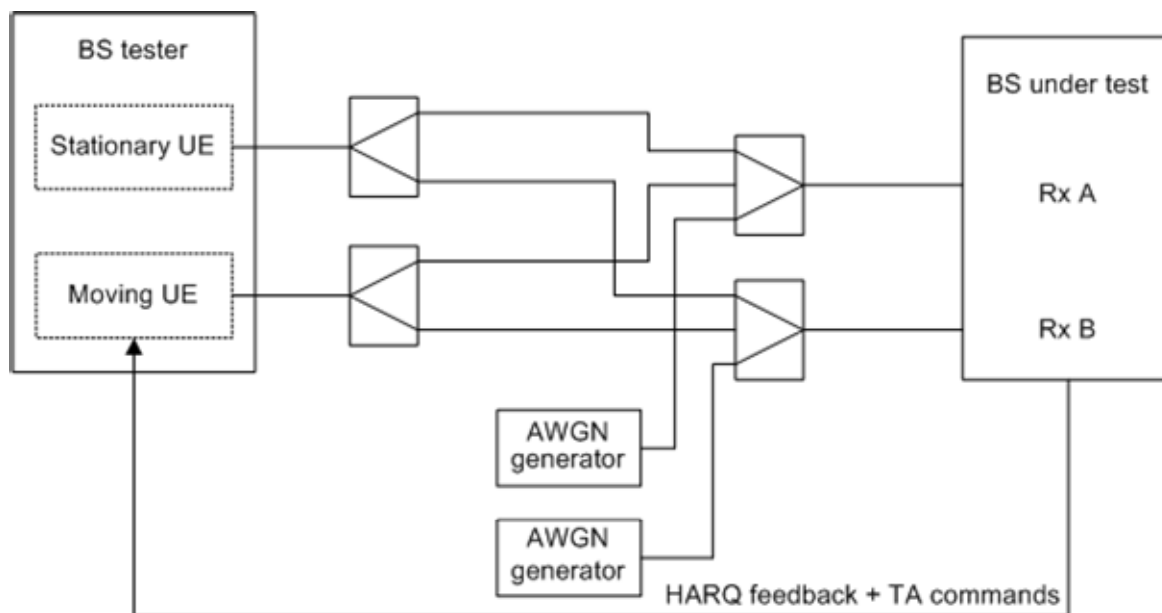 BS tester
Stationary UE
Moving UE
BS under test
Rx A
Rx B
AWGN
generator
AWGN
generator
HARQ feedback + TA commands